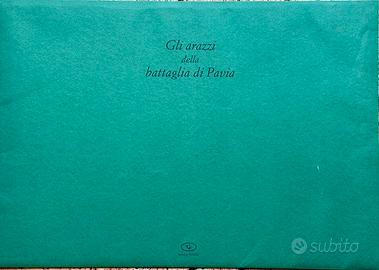 Gli arazzi
della
battaglia di Pavia
subito